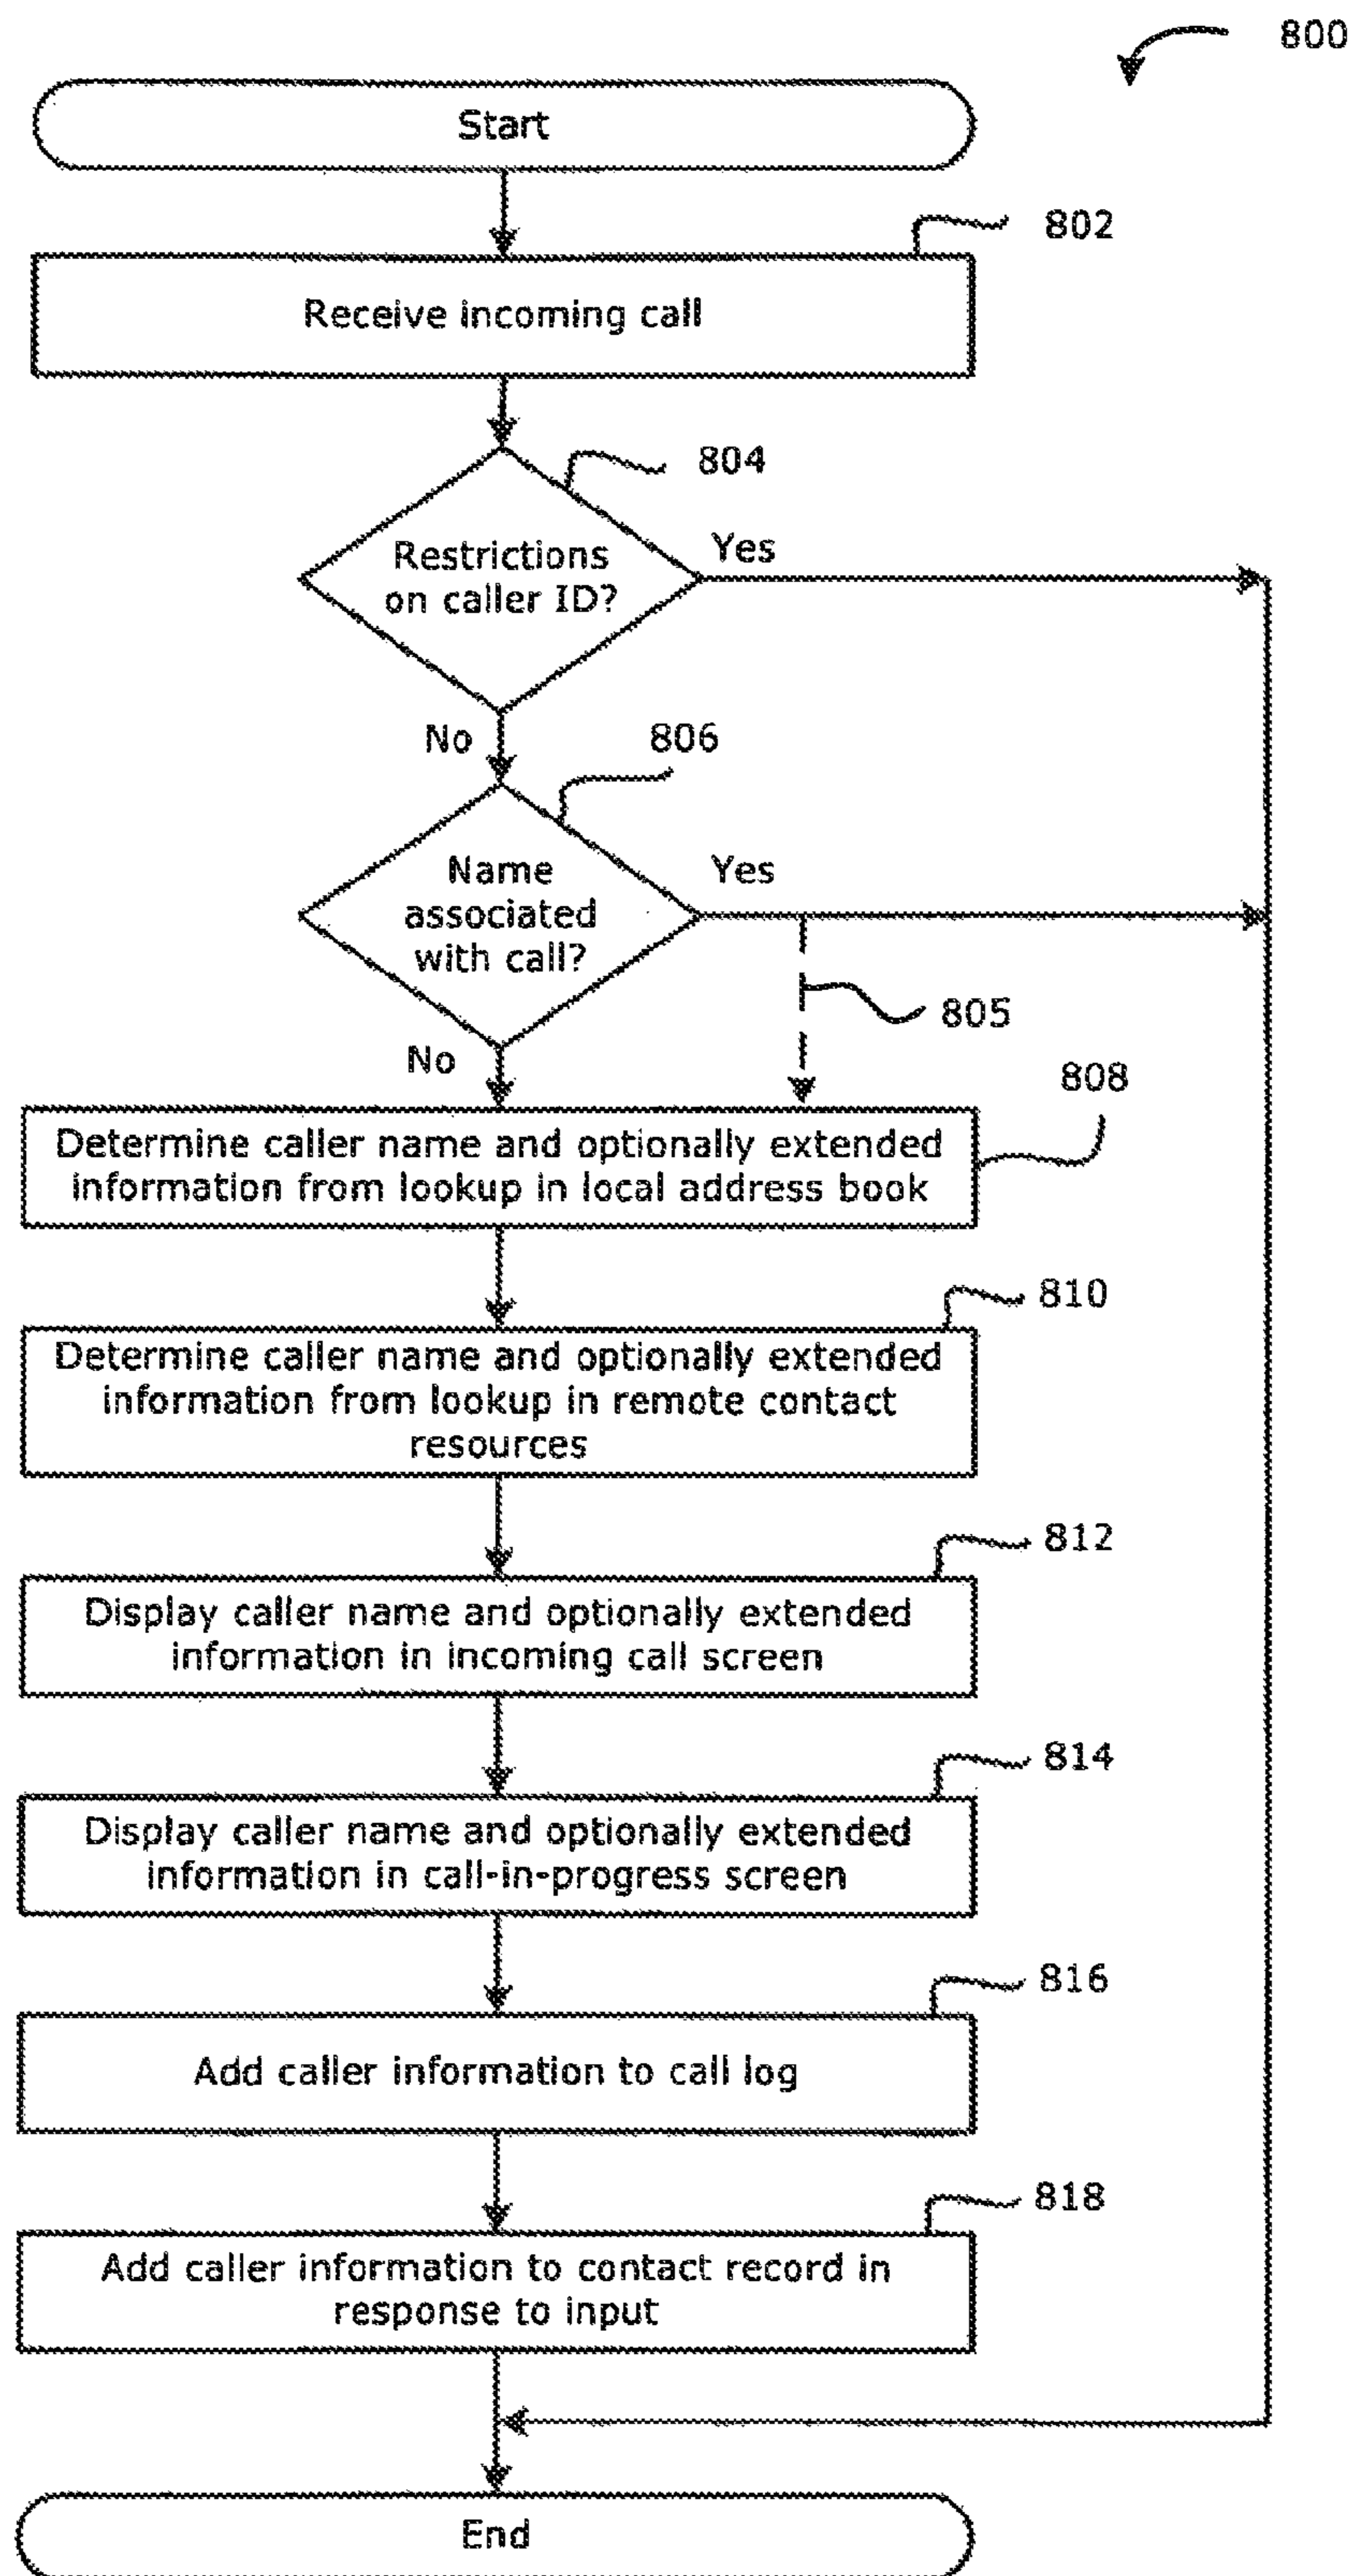 800
Start
802
Receive incoming call
804
Restrictions
on caller ID?
Yes
No
806
Name
associated
with call?
Yes
805
No
808
Determine caller name and optionally extended
information from lookup in local address book
810
Determine caller name and optionally extended
information from lookup in remote contact
resources
812
Display caller name and optionally extended
information in incoming call screen
814
Display caller name and optionally extended
information in call-in-progress screen
816
Add caller information to call log
818
Add caller information to contact record in
response to input
End